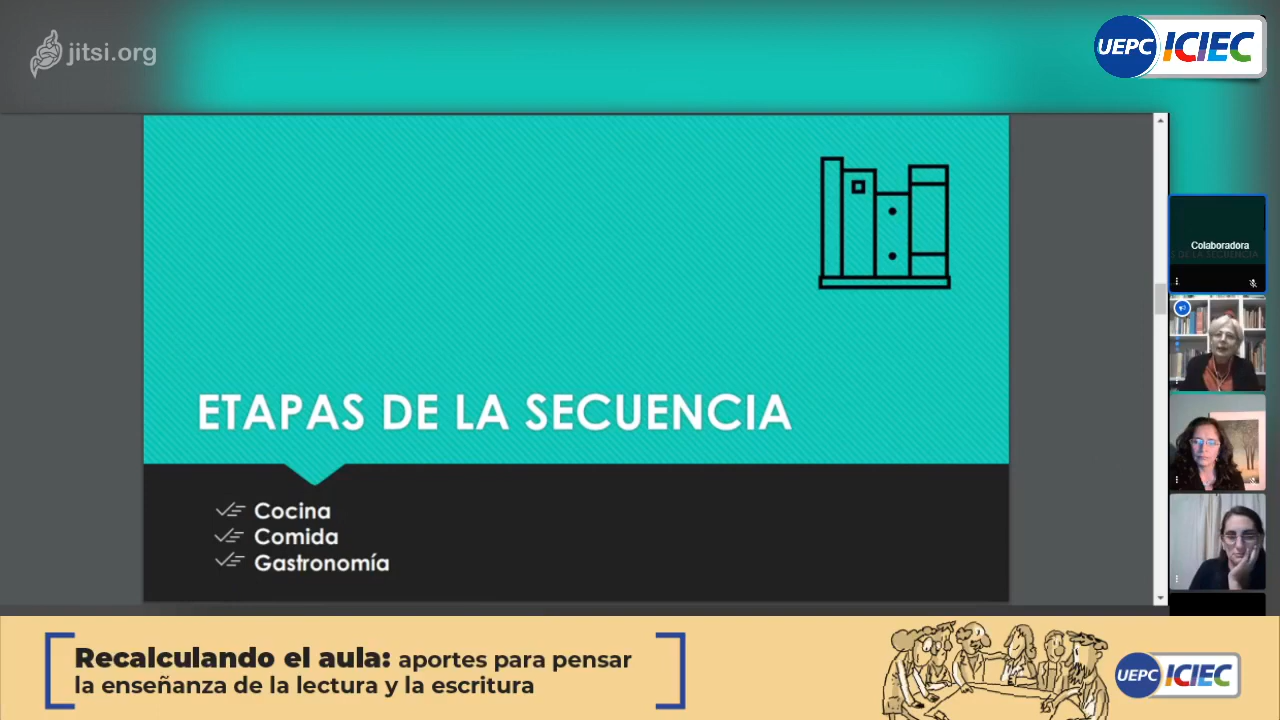 jitsi.org
UEPC ICIEC
ETAPAS DE LA SECUENCIA
Colaboradora
Cocina
Comida
Gastronomía
Recalculando el aula: aportes para pensar
la enseñanza de la lectura y la escritura
UEPC ICIEC